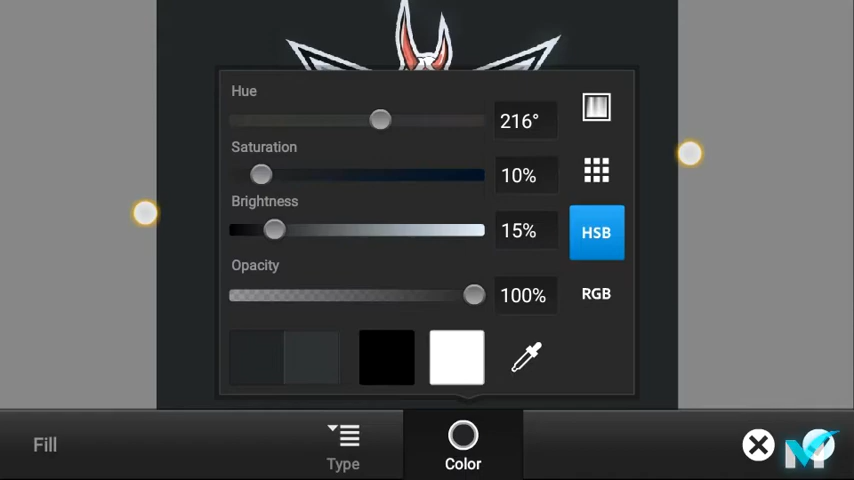 Hue
216°
Saturation
10%
Brightness
15%
HSB
Opacity
100%
RGB
Fill
Type
Color